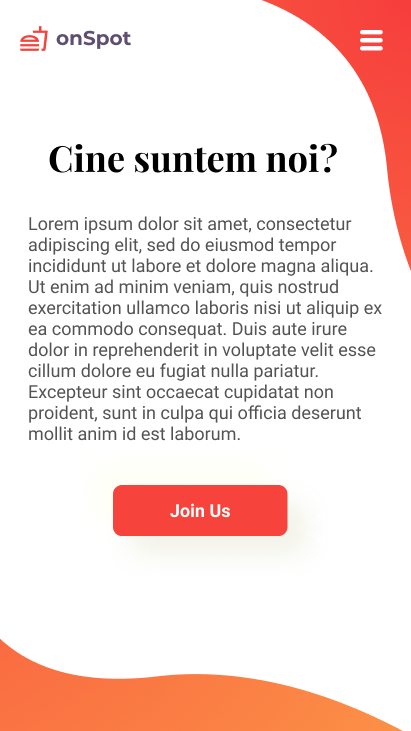 onSpot
Cine suntem noi?
Lorem ipsum dolor sit amet, consectetur
adipiscing elit, sed do eiusmod tempor
incididunt ut labore et dolore magna aliqua.
Ut enim ad minim veniam, quis nostrud
exercitation ullamco laboris nisi ut aliquip ex
ea commodo consequat. Duis aute irure
dolor in reprehenderit in voluptate velit esse
cillum dolore eu fugiat nulla pariatur.
Excepteur sint occaecat cupidatat non
proident, sunt in culpa qui officia deserunt
mollit anim id est laborum.
Join Us